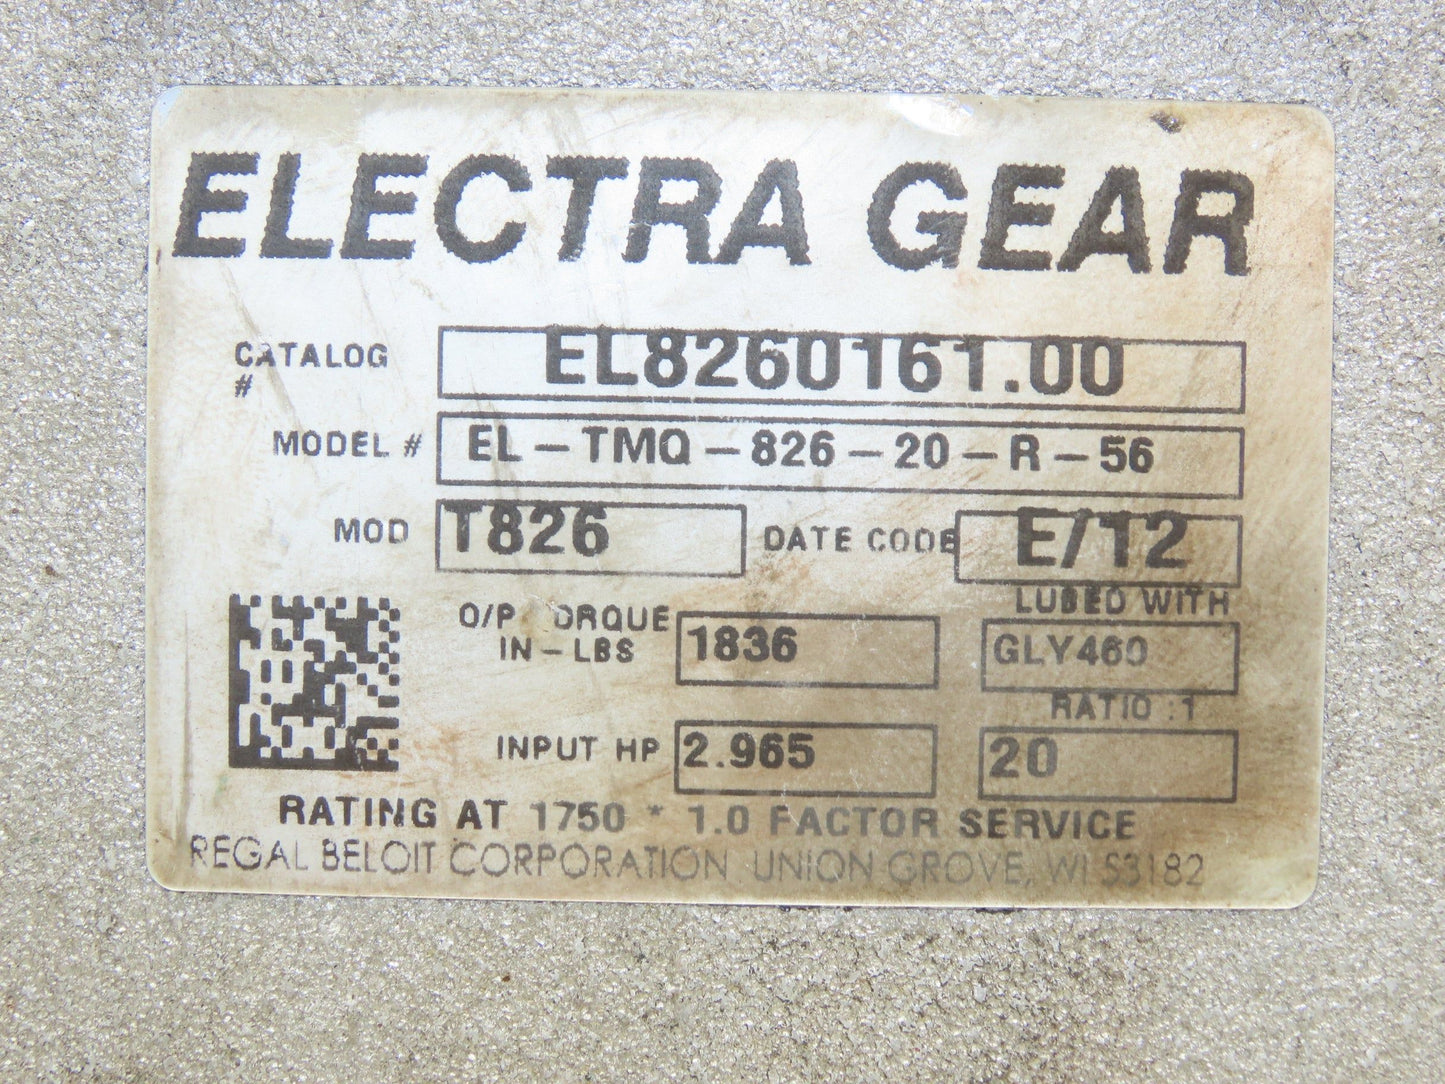 ELECTRA GEAR
CATALOG # EL8260161.00
MODEL # EL-TMQ-826-20-R-56
MOD T826 DATE CODE E/12
O/P TORQUE IN-LBS 1836
LUBED WITH GLY460
INPUT HP 2.965
RATIO :1 20
RATING AT 1750 * 1.0 FACTOR SERVICE
REGAL BELOIT CORPORATION UNION GROVE, WI 53182